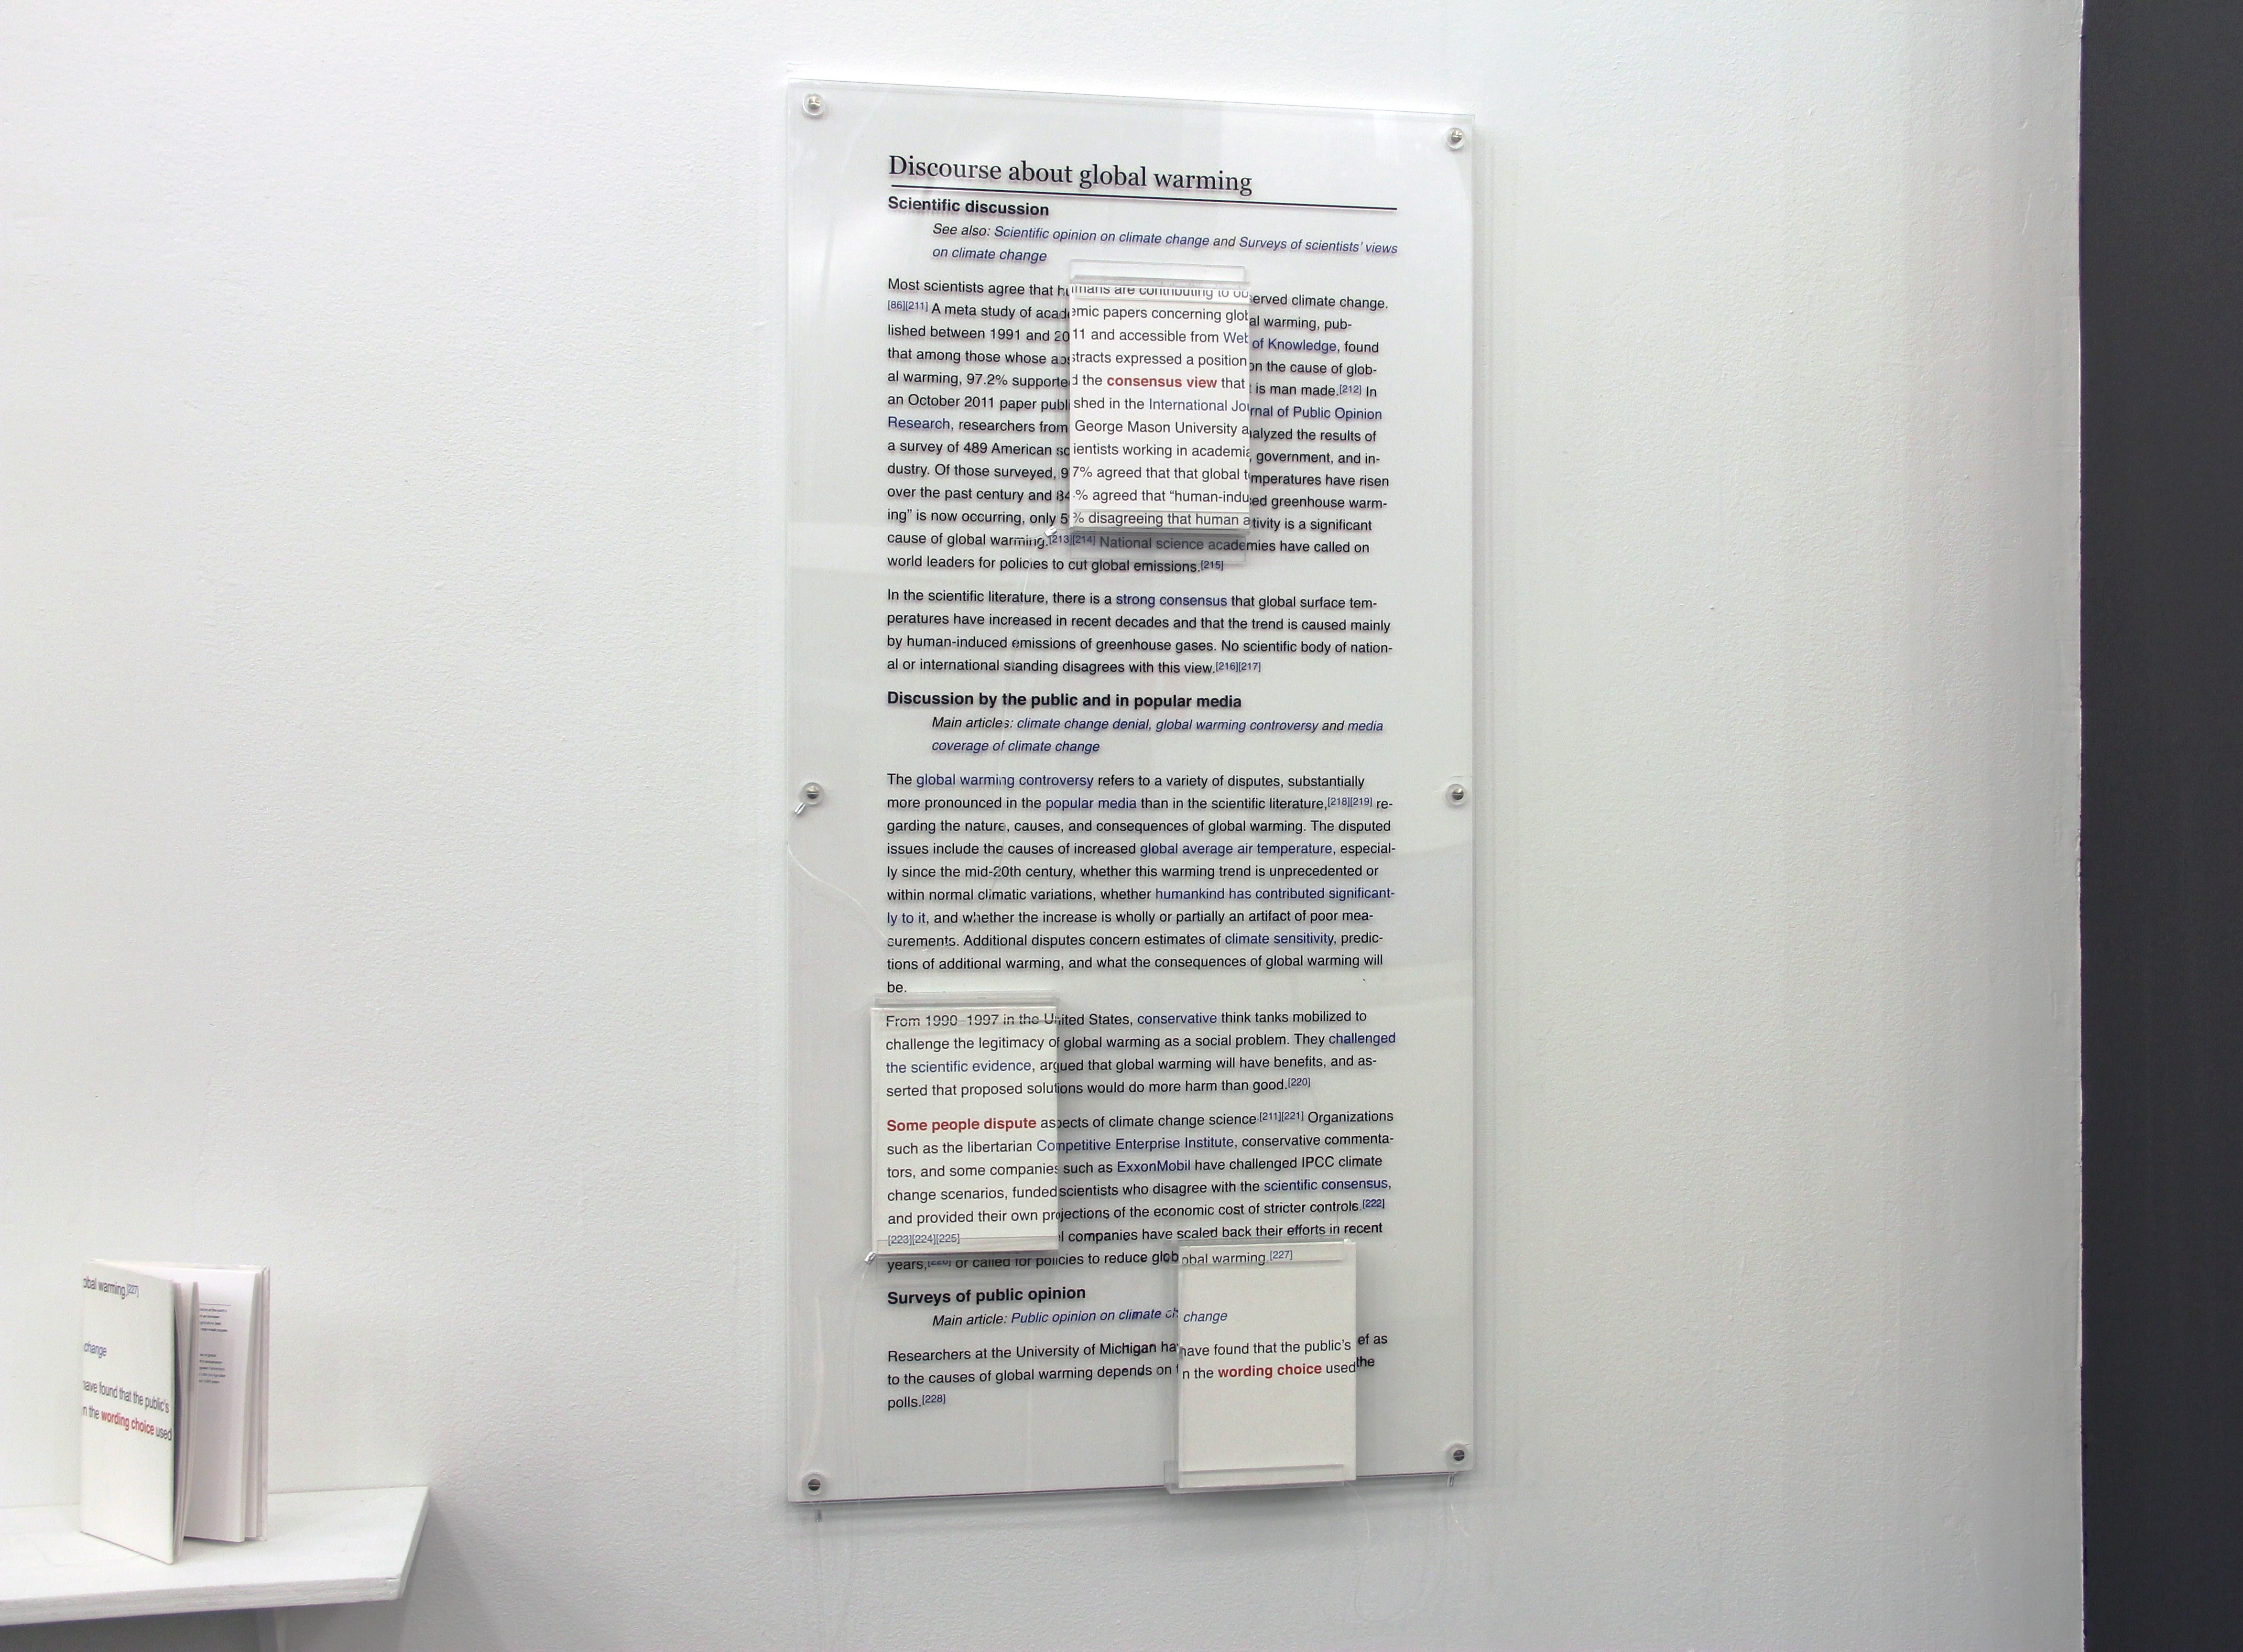 Discourse about global warming
Scientific discussion
See also: Scientific opinion on climate change and Surveys of scientists' views
on climate change
Most scientists agree that humans are contributing to observed climate change.
[86][211] A meta study of academic papers concerning global warming, pub-
lished between 1991 and 2011 and accessible from Web of Knowledge, found
that among those whose abstracts expressed a position on the cause of glob-
al warming, 97.2% supported the consensus view that it is man made.[212] In
an October 2011 paper published in the International Journal of Public Opinion
Research, researchers from George Mason University analyzed the results of
a survey of 489 American scientists working in academia, government, and in-
dustry. Of those surveyed, 97% agreed that that global temperatures have risen
over the past century and 84% agreed that “human-induced greenhouse warm-
ing” is now occurring, only 5% disagreeing that human activity is a significant
cause of global warming.[213][214] National science academies have called on
world leaders for policies to cut global emissions.[215]
In the scientific literature, there is a strong consensus that global surface tem-
peratures have increased in recent decades and that the trend is caused mainly
by human-induced emissions of greenhouse gases. No scientific body of nation-
al or international standing disagrees with this view.[216][217]
Discussion by the public and in popular media
Main articles: climate change denial, global warming controversy and media
coverage of climate change
The global warming controversy refers to a variety of disputes, substantially
more pronounced in the popular media than in the scientific literature,[218][219] re-
garding the nature, causes, and consequences of global warming. The disputed
issues include the causes of increased global average air temperature, especial-
ly since the mid-20th century, whether this warming trend is unprecedented or
within normal climatic variations, whether humankind has contributed significant-
ly to it, and whether the increase is wholly or partially an artifact of poor mea-
surements. Additional disputes concern estimates of climate sensitivity, predic-
tions of additional warming, and what the consequences of global warming will
be.
From 1990–1997 in the United States, conservative think tanks mobilized to
challenge the legitimacy of global warming as a social problem. They challenged
the scientific evidence, argued that global warming will have benefits, and as-
serted that proposed solutions would do more harm than good.[220]
Some people dispute aspects of climate change science.[211][221] Organizations
such as the libertarian Competitive Enterprise Institute, conservative commenta-
tors, and some companies such as ExxonMobil have challenged IPCC climate
change scenarios, funded scientists who disagree with the scientific consensus,
and provided their own projections of the economic cost of stricter controls.[222]
[223][224][225] companies have scaled back their efforts in recent
years,[226] or called for policies to reduce global warming.[227]
Surveys of public opinion
Main article: Public opinion on climate change
Researchers at the University of Michigan have found that the public's ef as
to the causes of global warming depends on the wording choice used the
polls.[228]
obal warming.[227]
change
have found that the public's
n the wording choice used